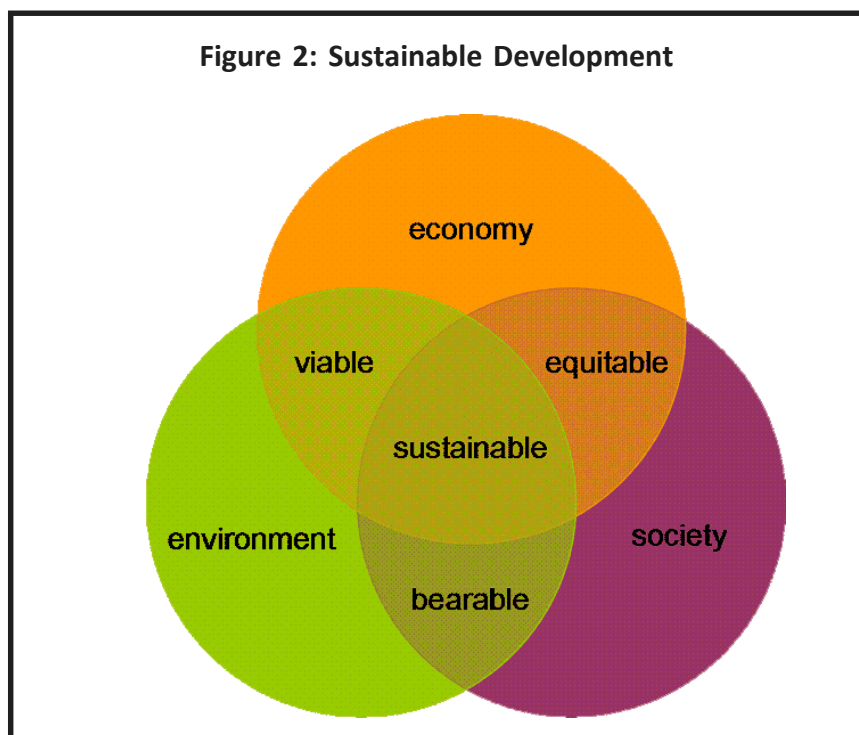 Figure 2: Sustainable Development
economy
viable
equitable
sustainable
environment
society
bearable